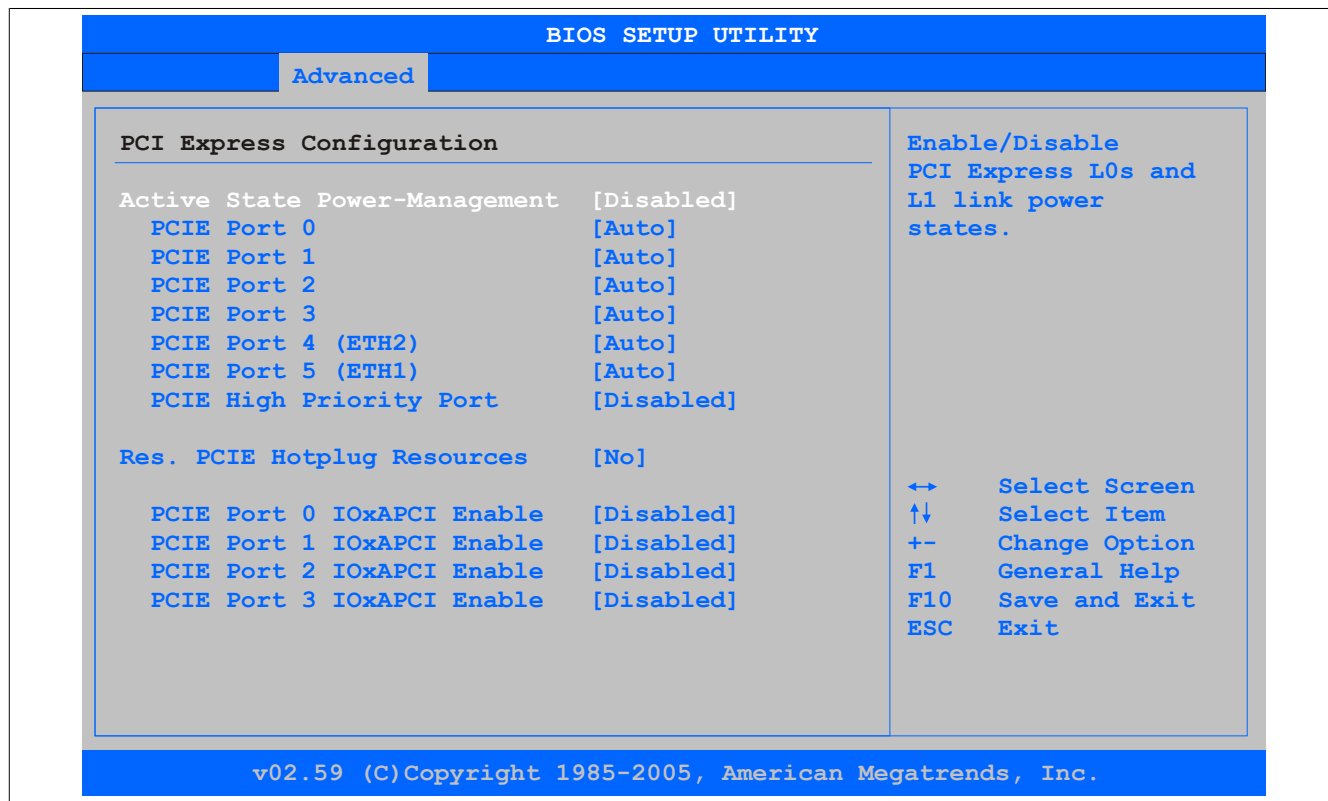 BIOS SETUP UTILITY
Advanced
PCI Express Configuration
Active State Power-Management [Disabled]
PCIE Port 0 [Auto]
PCIE Port 1 [Auto]
PCIE Port 2 [Auto]
PCIE Port 3 [Auto]
PCIE Port 4 (ETH2) [Auto]
PCIE Port 5 (ETH1) [Auto]
PCIE High Priority Port [Disabled]
Res. PCIE Hotplug Resources [No]
PCIE Port 0 IOxAPCI Enable [Disabled]
PCIE Port 1 IOxAPCI Enable [Disabled]
PCIE Port 2 IOxAPCI Enable [Disabled]
PCIE Port 3 IOxAPCI Enable [Disabled]
Enable/Disable
PCI Express L0s and
L1 link power
states.
↔ Select Screen
↑↓ Select Item
+- Change Option
F1 General Help
F10 Save and Exit
ESC Exit
v02.59 (C)Copyright 1985-2005, American Megatrends, Inc.